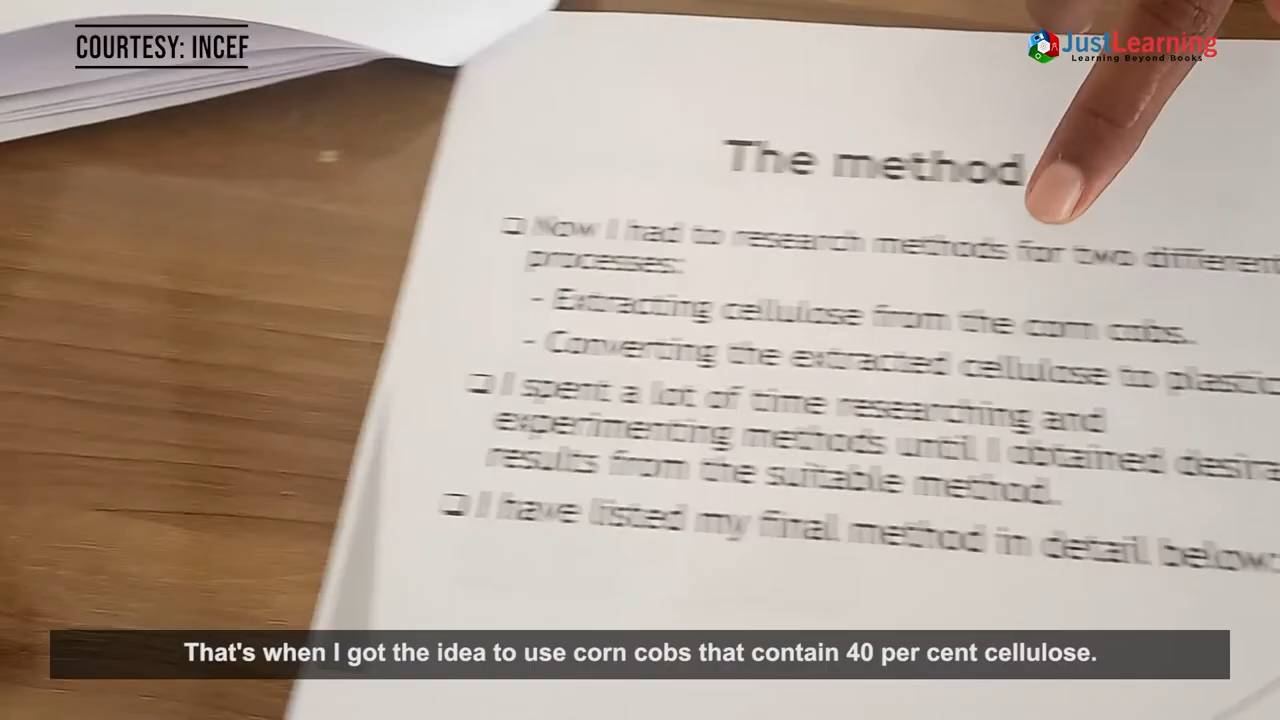 COURTESY: INCEF
JustLearning
Learning Beyond Books
The method
❑ Now I had to research methods for two different
processes:
- Extracting cellulose from the corn cobs.
- Converting the extracted cellulose to plastic
❑ I spent a lot of time researching and
experimenting methods until I obtained desira
results from the suitable method.
❑ I have listed my final method in detail below:
That's when I got the idea to use corn cobs that contain 40 per cent cellulose.